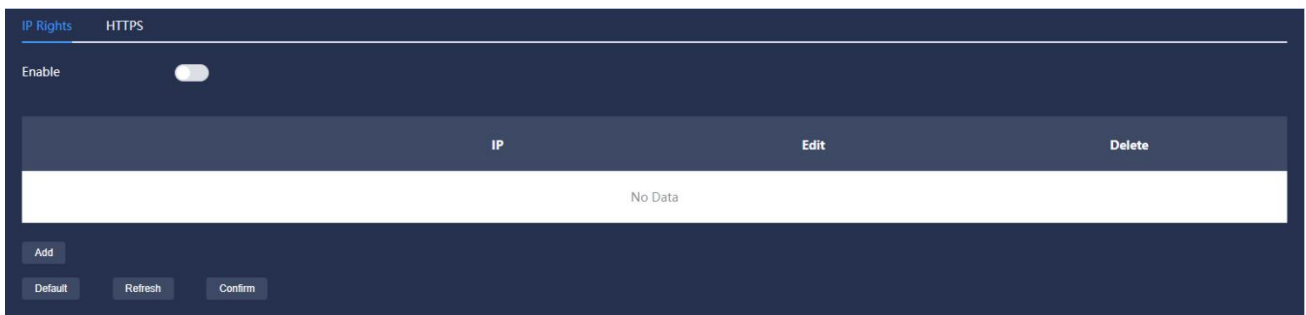 IP Rights HTTPS
Enable
IP Edit Delete
No Data
Add
Default Refresh Confirm